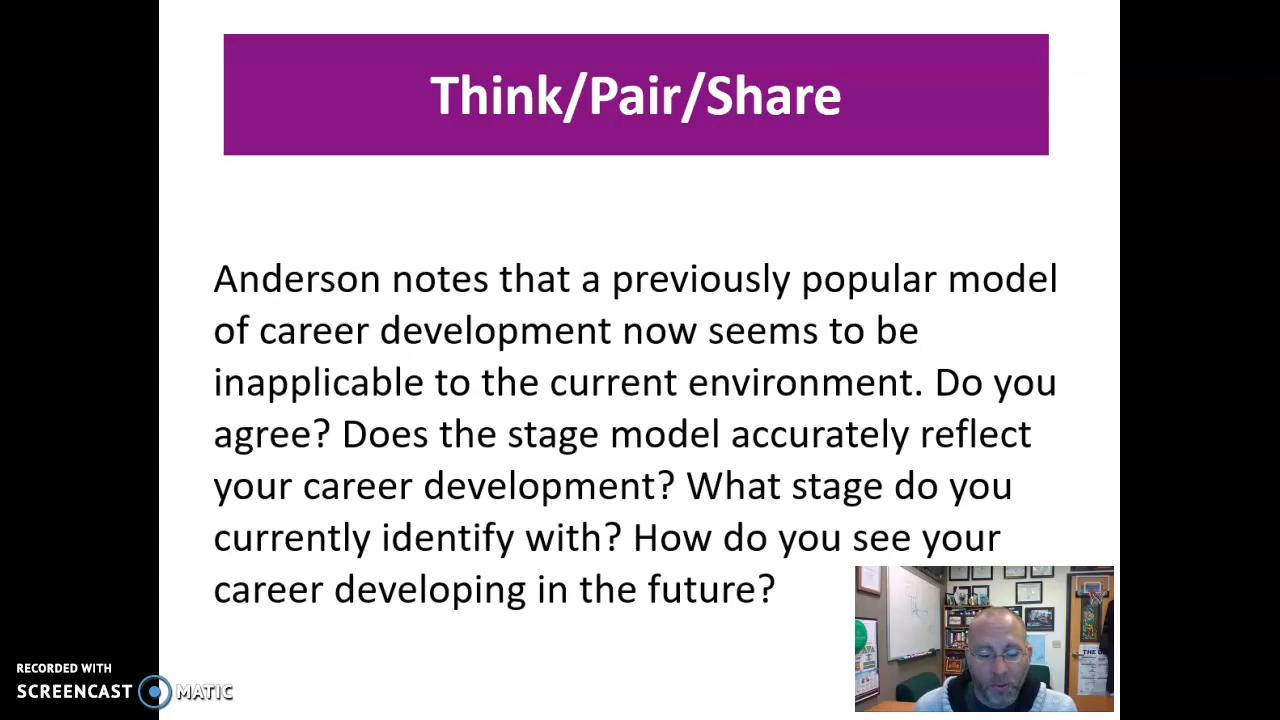 Think/Pair/Share
Anderson notes that a previously popular model
of career development now seems to be
inapplicable to the current environment. Do you
agree? Does the stage model accurately reflect
your career development? What stage do you
currently identify with? How do you see your
career developing in the future?
RECORDED WITH
SCREENCAST MATIC